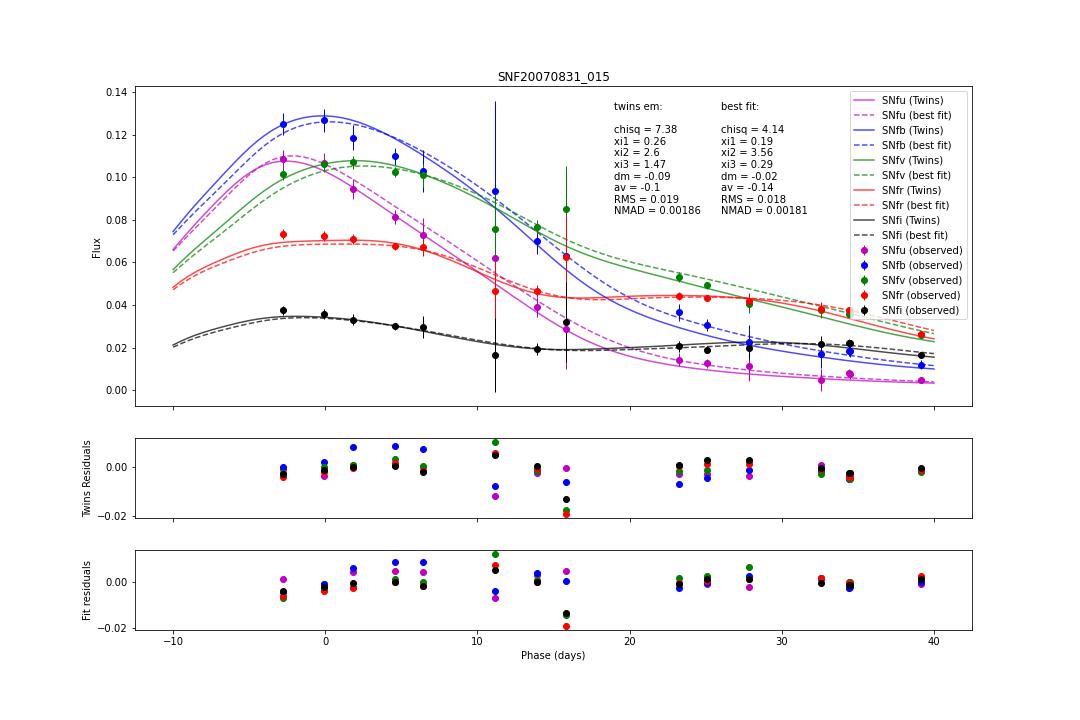 SNF20070831_015
0.14
0.12
0.10
0.08
0.06
0.04
0.02
0.00
Flux
twins em:
chisq = 7.38
xi1 = 0.26
xi2 = 2.6
xi3 = 1.47
dm = -0.09
av = -0.1
RMS = 0.019
NMAD = 0.00186
best fit:
chisq = 4.14
xi1 = 0.19
xi2 = 3.56
xi3 = 0.29
dm = -0.02
av = -0.14
RMS = 0.018
NMAD = 0.00181
SNfu (Twins)
SNfu (best fit)
SNfb (Twins)
SNfb (best fit)
SNfv (Twins)
SNfv (best fit)
SNfr (Twins)
SNfr (best fit)
SNfi (Twins)
SNfi (best fit)
SNfu (observed)
SNfb (observed)
SNfv (observed)
SNfr (observed)
SNfi (observed)
0.00
−0.02
Twins Residuals
0.00
−0.02
Fit residuals
−10
0
10
20
30
40
Phase (days)